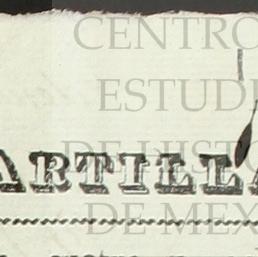 CENTRO
ESTUDI
DE HISTO
ARTILLA
DE MEX